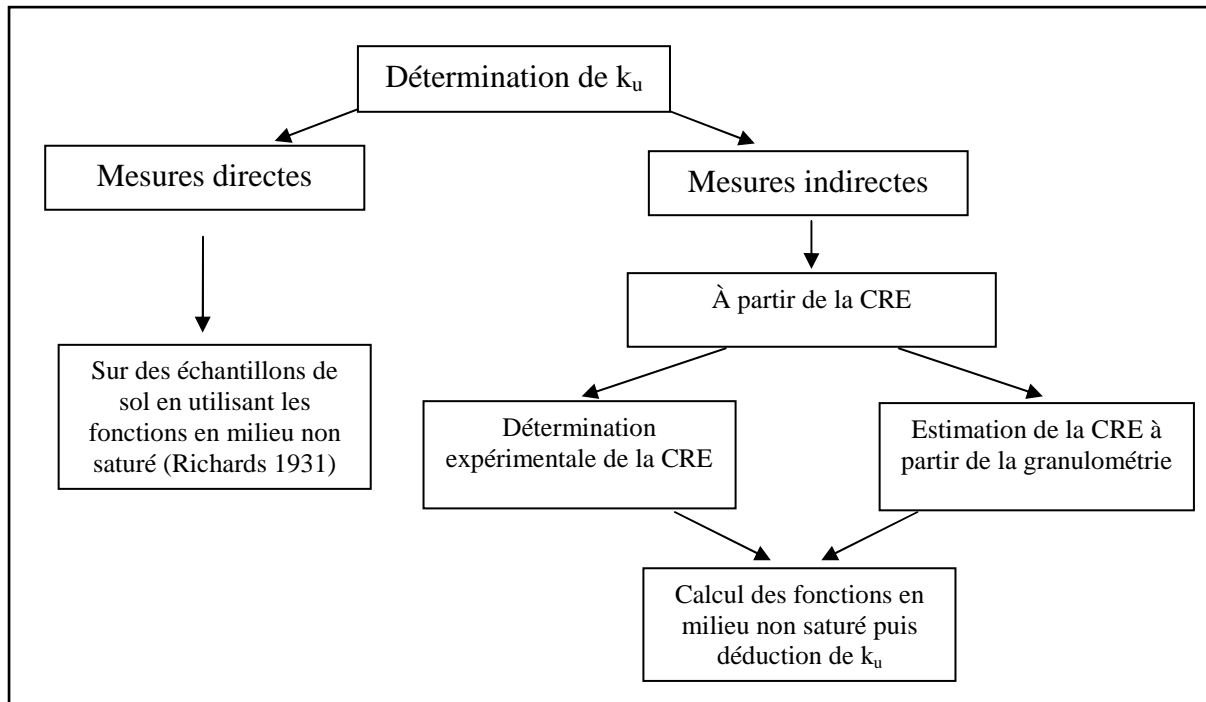 Détermination de kᵤ
Mesures directes
Mesures indirectes
À partir de la CRE
Sur des échantillons de
sol en utilisant les
fonctions en milieu non
saturé (Richards 1931)
Détermination
expérimentale de la CRE
Estimation de la CRE à
partir de la granulométrie
Calcul des fonctions en
milieu non saturé puis
déduction de kᵤ